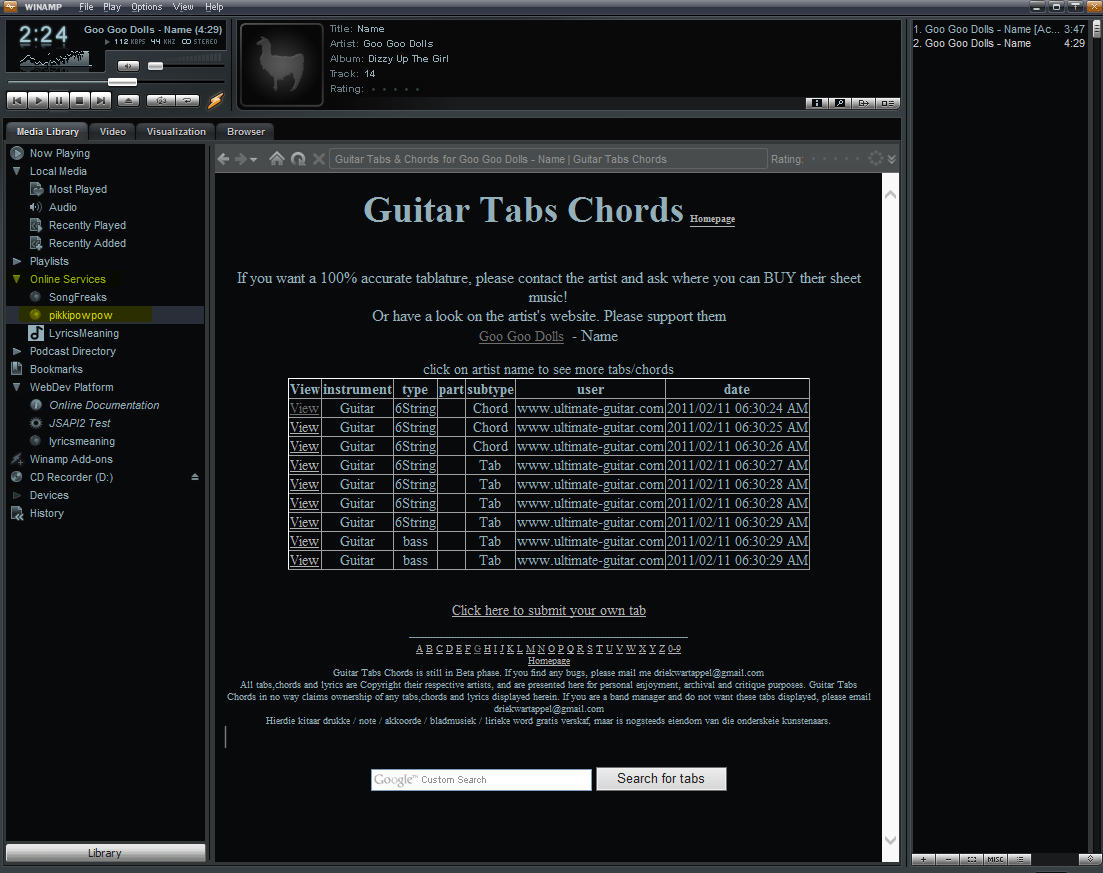 WINAMP File Play Options View Help
2:24
Goo Goo Dolls - Name (4:29)
112 KBPS 44 KHZ STEREO
Title: Name
Artist: Goo Goo Dolls
Album: Dizzy Up The Girl
Track: 14
Rating:
1. Goo Goo Dolls - Name [Ac... 3:47
2. Goo Goo Dolls - Name 4:29
Media Library Video Visualization Browser
Now Playing
Local Media
Most Played
Audio
Recently Played
Recently Added
Playlists
Online Services
SongFreaks
pikkipowpow
LyricsMeaning
Podcast Directory
Bookmarks
WebDev Platform
Online Documentation
JSAPI2 Test
lyricsmeaning
Winamp Add-ons
CD Recorder (D:)
Devices
History
Library
Guitar Tabs & Chords for Goo Goo Dolls - Name | Guitar Tabs Chords Rating:
Guitar Tabs Chords Homepage
If you want a 100% accurate tablature, please contact the artist and ask where you can BUY their sheet
music!
Or have a look on the artist's website. Please support them
Goo Goo Dolls - Name
click on artist name to see more tabs/chords
View instrument type part subtype user date
View Guitar 6String Chord www.ultimate-guitar.com 2011/02/11 06:30:24 AM
View Guitar 6String Chord www.ultimate-guitar.com 2011/02/11 06:30:25 AM
View Guitar 6String Chord www.ultimate-guitar.com 2011/02/11 06:30:26 AM
View Guitar 6String Tab www.ultimate-guitar.com 2011/02/11 06:30:27 AM
View Guitar 6String Tab www.ultimate-guitar.com 2011/02/11 06:30:28 AM
View Guitar 6String Tab www.ultimate-guitar.com 2011/02/11 06:30:28 AM
View Guitar 6String Tab www.ultimate-guitar.com 2011/02/11 06:30:29 AM
View Guitar bass Tab www.ultimate-guitar.com 2011/02/11 06:30:29 AM
View Guitar bass Tab www.ultimate-guitar.com 2011/02/11 06:30:29 AM
Click here to submit your own tab
A B C D E F G H I J K L M N O P Q R S T U V W X Y Z 0-9
Homepage
Guitar Tabs Chords is still in Beta phase. If you find any bugs, please mail me driekwartappel@gmail.com
All tabs,chords and lyrics are Copyright their respective artists, and are presented here for personal enjoyment, archival and critique purposes. Guitar Tabs
Chords in no way claims ownership of any tabs,chords and lyrics displayed herein. If you are a band manager and do not want these tabs displayed, please email
driekwartappel@gmail.com
Hierdie kitaar drukke / note / akkoorde / bladmusiek / lirieke word gratis verskaf, maar is nogsteeds eiendom van die onderskeie kunstenaars.
Google™ Custom Search Search for tabs
MISC